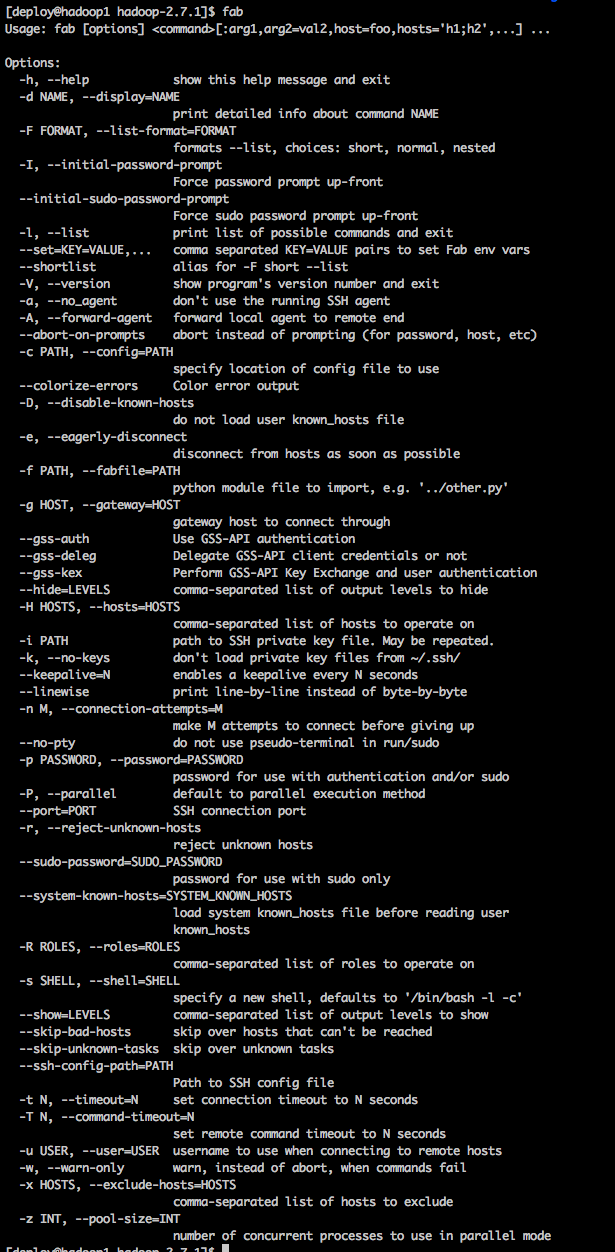 [deploy@hadoop1 hadoop-2.7.1]$ fab
Usage: fab [options] <command>[:arg1,arg2=val2,host=foo,hosts='h1;h2',...] ...

Options:
  -h, --help            show this help message and exit
  -d NAME, --display=NAME
                        print detailed info about command NAME
  -F FORMAT, --list-format=FORMAT
                        formats --list, choices: short, normal, nested
  -I, --initial-password-prompt
                        Force password prompt up-front
  --initial-sudo-password-prompt
                        Force sudo password prompt up-front
  -l, --list            print list of possible commands and exit
  --set=KEY=VALUE,...   comma separated KEY=VALUE pairs to set Fab env vars
  --shortlist           alias for -F short --list
  -V, --version         show program's version number and exit
  -a, --no_agent        don't use the running SSH agent
  -A, --forward-agent   forward local agent to remote end
  --abort-on-prompts    abort instead of prompting (for password, host, etc)
  -c PATH, --config=PATH
                        specify location of config file to use
  --colorize-errors     Color error output
  -D, --disable-known-hosts
                        do not load user known_hosts file
  -e, --eagerly-disconnect
                        disconnect from hosts as soon as possible
  -f PATH, --fabfile=PATH
                        python module file to import, e.g. '../other.py'
  -g HOST, --gateway=HOST
                        gateway host to connect through
  --gss-auth            Use GSS-API authentication
  --gss-deleg           Delegate GSS-API client credentials or not
  --gss-kex             Perform GSS-API Key Exchange and user authentication
  --hide=LEVELS         comma-separated list of output levels to hide
  -H HOSTS, --hosts=HOSTS
                        comma-separated list of hosts to operate on
  -i PATH               path to SSH private key file. May be repeated.
  -k, --no-keys         don't load private key files from ~/.ssh/
  --keepalive=N         enables a keepalive every N seconds
  --linewise            print line-by-line instead of byte-by-byte
  -n M, --connection-attempts=M
                        make M attempts to connect before giving up
  --no-pty              do not use pseudo-terminal in run/sudo
  -p PASSWORD, --password=PASSWORD
                        password for use with authentication and/or sudo
  -P, --parallel        default to parallel execution method
  --port=PORT           SSH connection port
  -r, --reject-unknown-hosts
                        reject unknown hosts
  --sudo-password=SUDO_PASSWORD
                        password for use with sudo only
  --system-known-hosts=SYSTEM_KNOWN_HOSTS
                        load system known_hosts file before reading user
                        known_hosts
  -R ROLES, --roles=ROLES
                        comma-separated list of roles to operate on
  -s SHELL, --shell=SHELL
                        specify a new shell, defaults to '/bin/bash -l -c'
  --show=LEVELS         comma-separated list of output levels to show
  --skip-bad-hosts      skip over hosts that can't be reached
  --skip-unknown-tasks  skip over unknown tasks
  --ssh-config-path=PATH
                        Path to SSH config file
  -t N, --timeout=N     set connection timeout to N seconds
  -T N, --command-timeout=N
                        set remote command timeout to N seconds
  -u USER, --user=USER  username to use when connecting to remote hosts
  -w, --warn-only       warn, instead of abort, when commands fail
  -x HOSTS, --exclude-hosts=HOSTS
                        comma-separated list of hosts to exclude
  -z INT, --pool-size=INT
                        number of concurrent processes to use in parallel mode
[deploy@hadoop1 hadoop-2.7.1]$